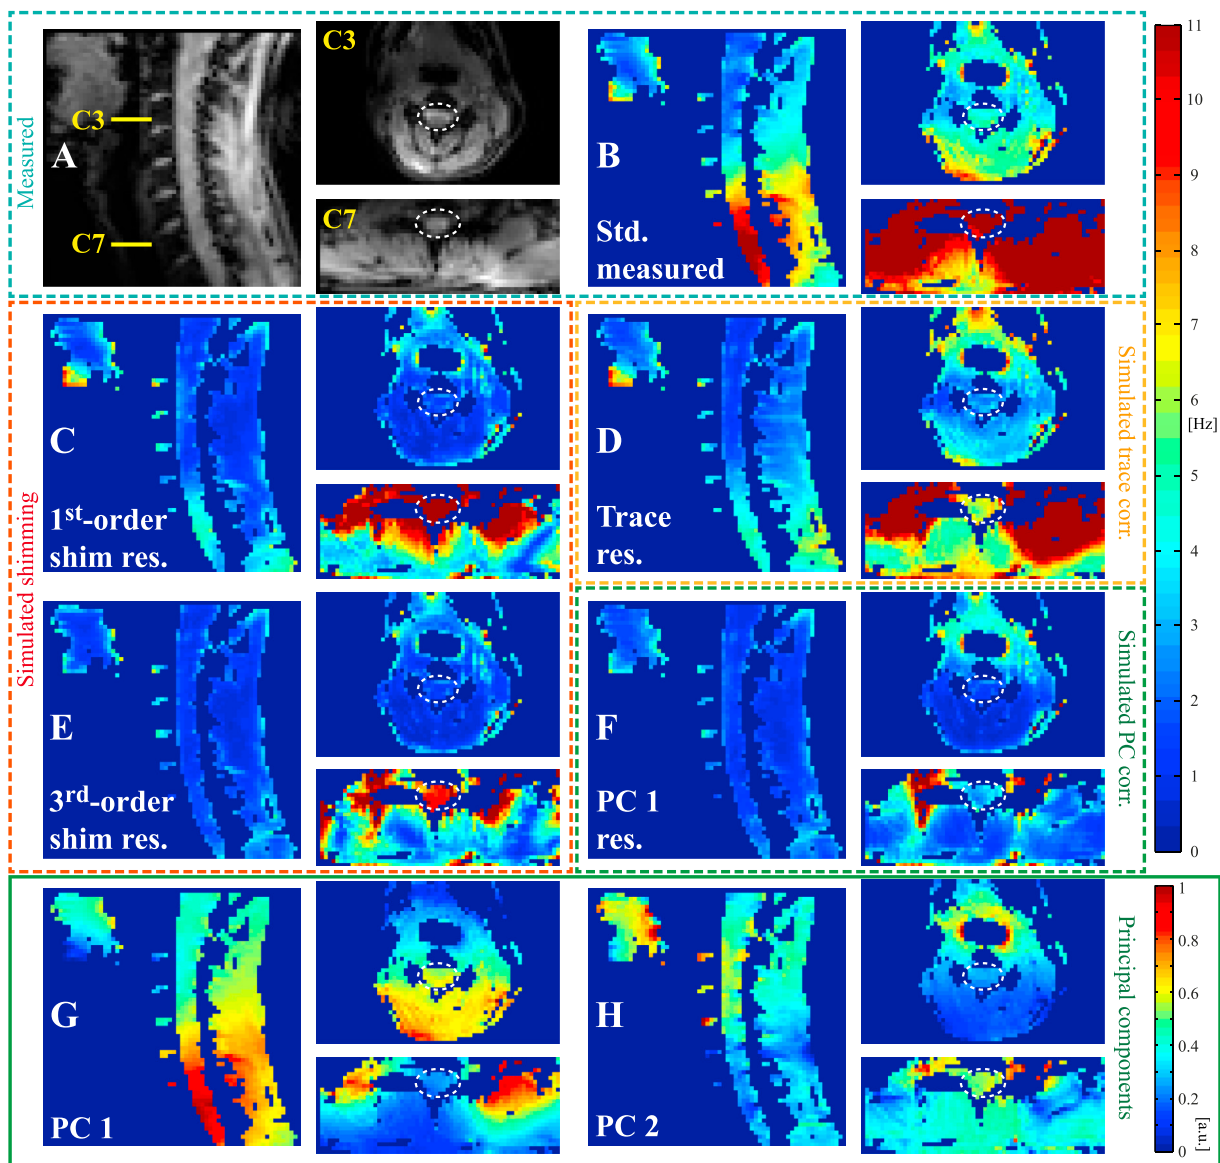 Measured
A
C3
C7
C3
C7
B
Std.
measured
Simulated shimming
C
1st-order
shim res.
D
Trace
res.
Simulated trace corr.
E
3rd-order
shim res.
F
PC 1
res.
Simulated PC corr.
11
10
9
8
7
6
[Hz]
5
4
3
2
1
0
G
PC 1
H
PC 2
Principal components
1
0.8
0.6
0.4
0.2
0
[a.u.]